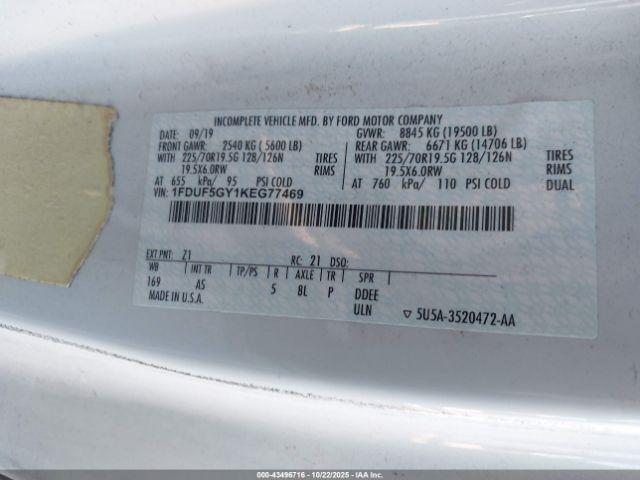 INCOMPLETE VEHICLE MFD. BY FORD MOTOR COMPANY
DATE: 09/19 GVWR: 8845 KG (19500 LB)
FRONT GAWR: 2540 KG (5600 LB) REAR GAWR: 6671 KG (14706 LB)
WITH 225/70R19.5G 128/126N TIRES WITH 225/70R19.5G 128/126N TIRES
19.5X6.0RW RIMS 19.5X6.0RW RIMS
AT 655 kPa/ 95 PSI COLD AT 760 kPa/ 110 PSI COLD DUAL
VIN: 1FDUF5GY1KEG77469
EXT PNT: Z1 RC: 21 DSO:
WB INT TR TP/PS R AXLE TR SPR
169 AS 5 8L P DDEE
MADE IN U.S.A. ULN ▽ 5U5A-3520472-AA
000-43496716 | 10/22/2025 | IAAI.COM